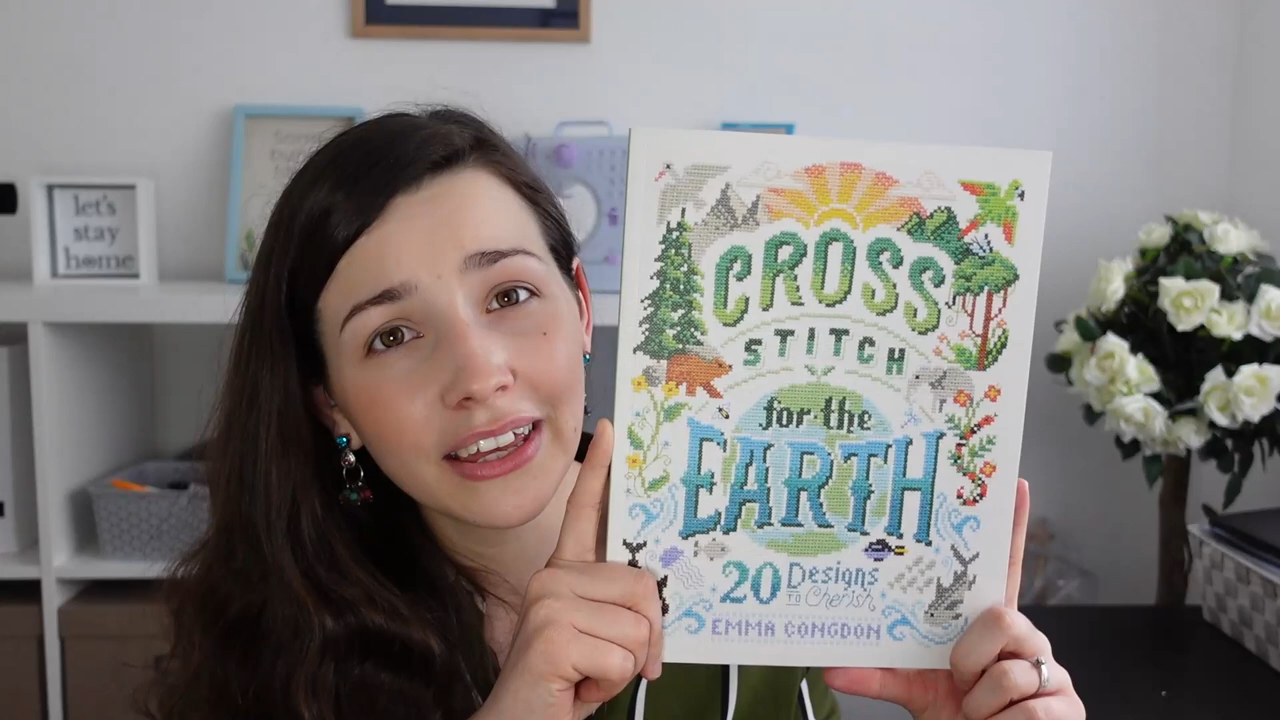 let's
stay
home
CROSS
STITCH
for the
EARTH
20 Designs
TO Cherish
EMMA CONGDON